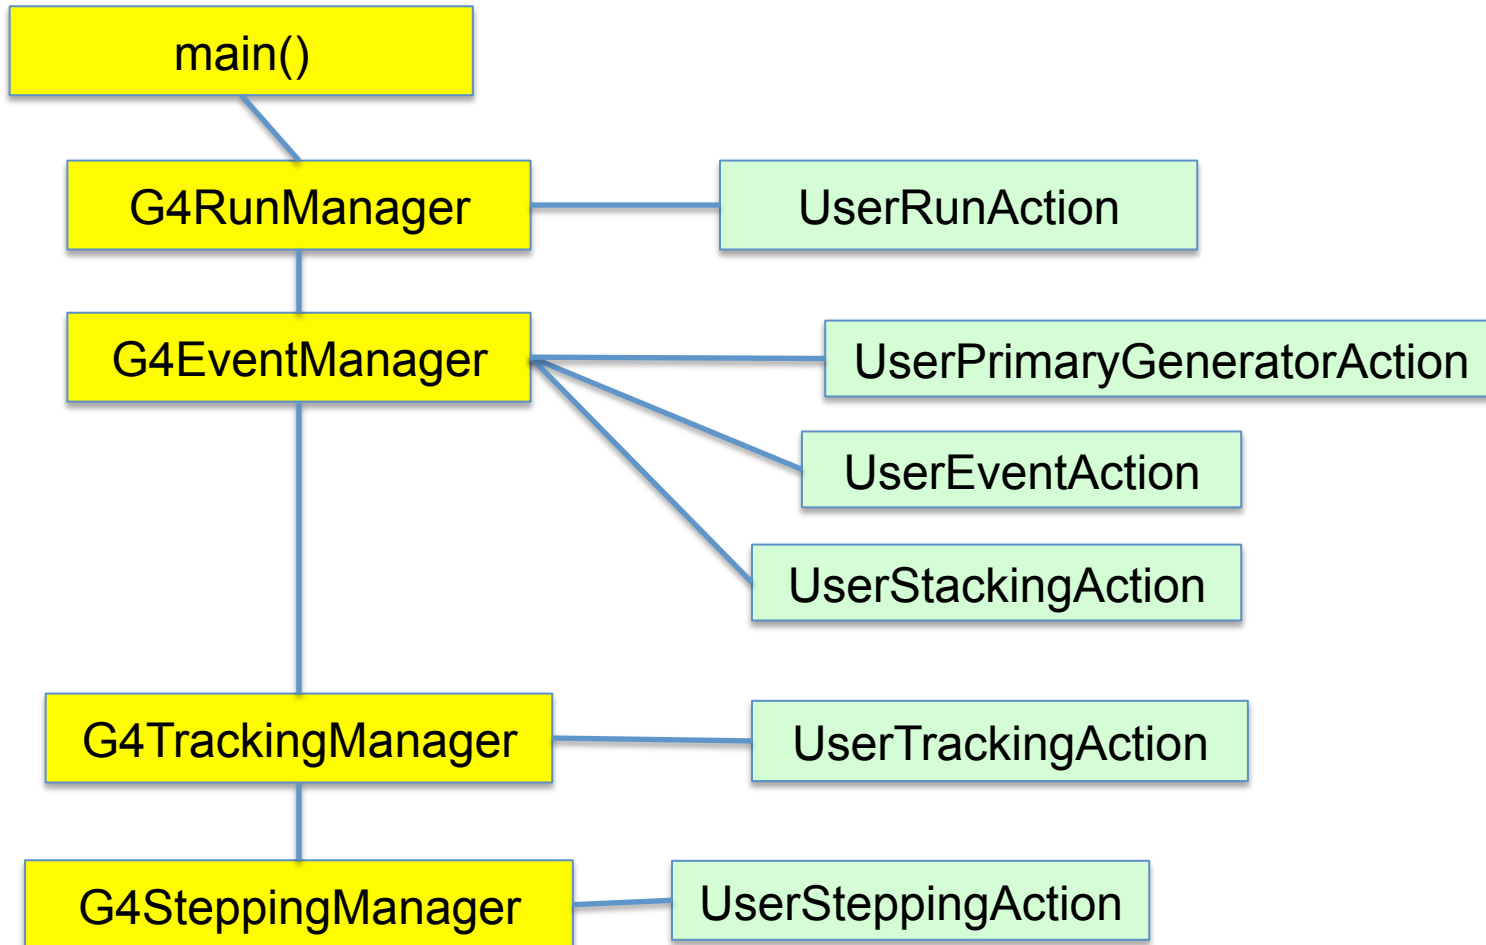 main()
G4RunManager
UserRunAction
G4EventManager
UserPrimaryGeneratorAction
UserEventAction
UserStackingAction
G4TrackingManager
UserTrackingAction
G4SteppingManager
UserSteppingAction